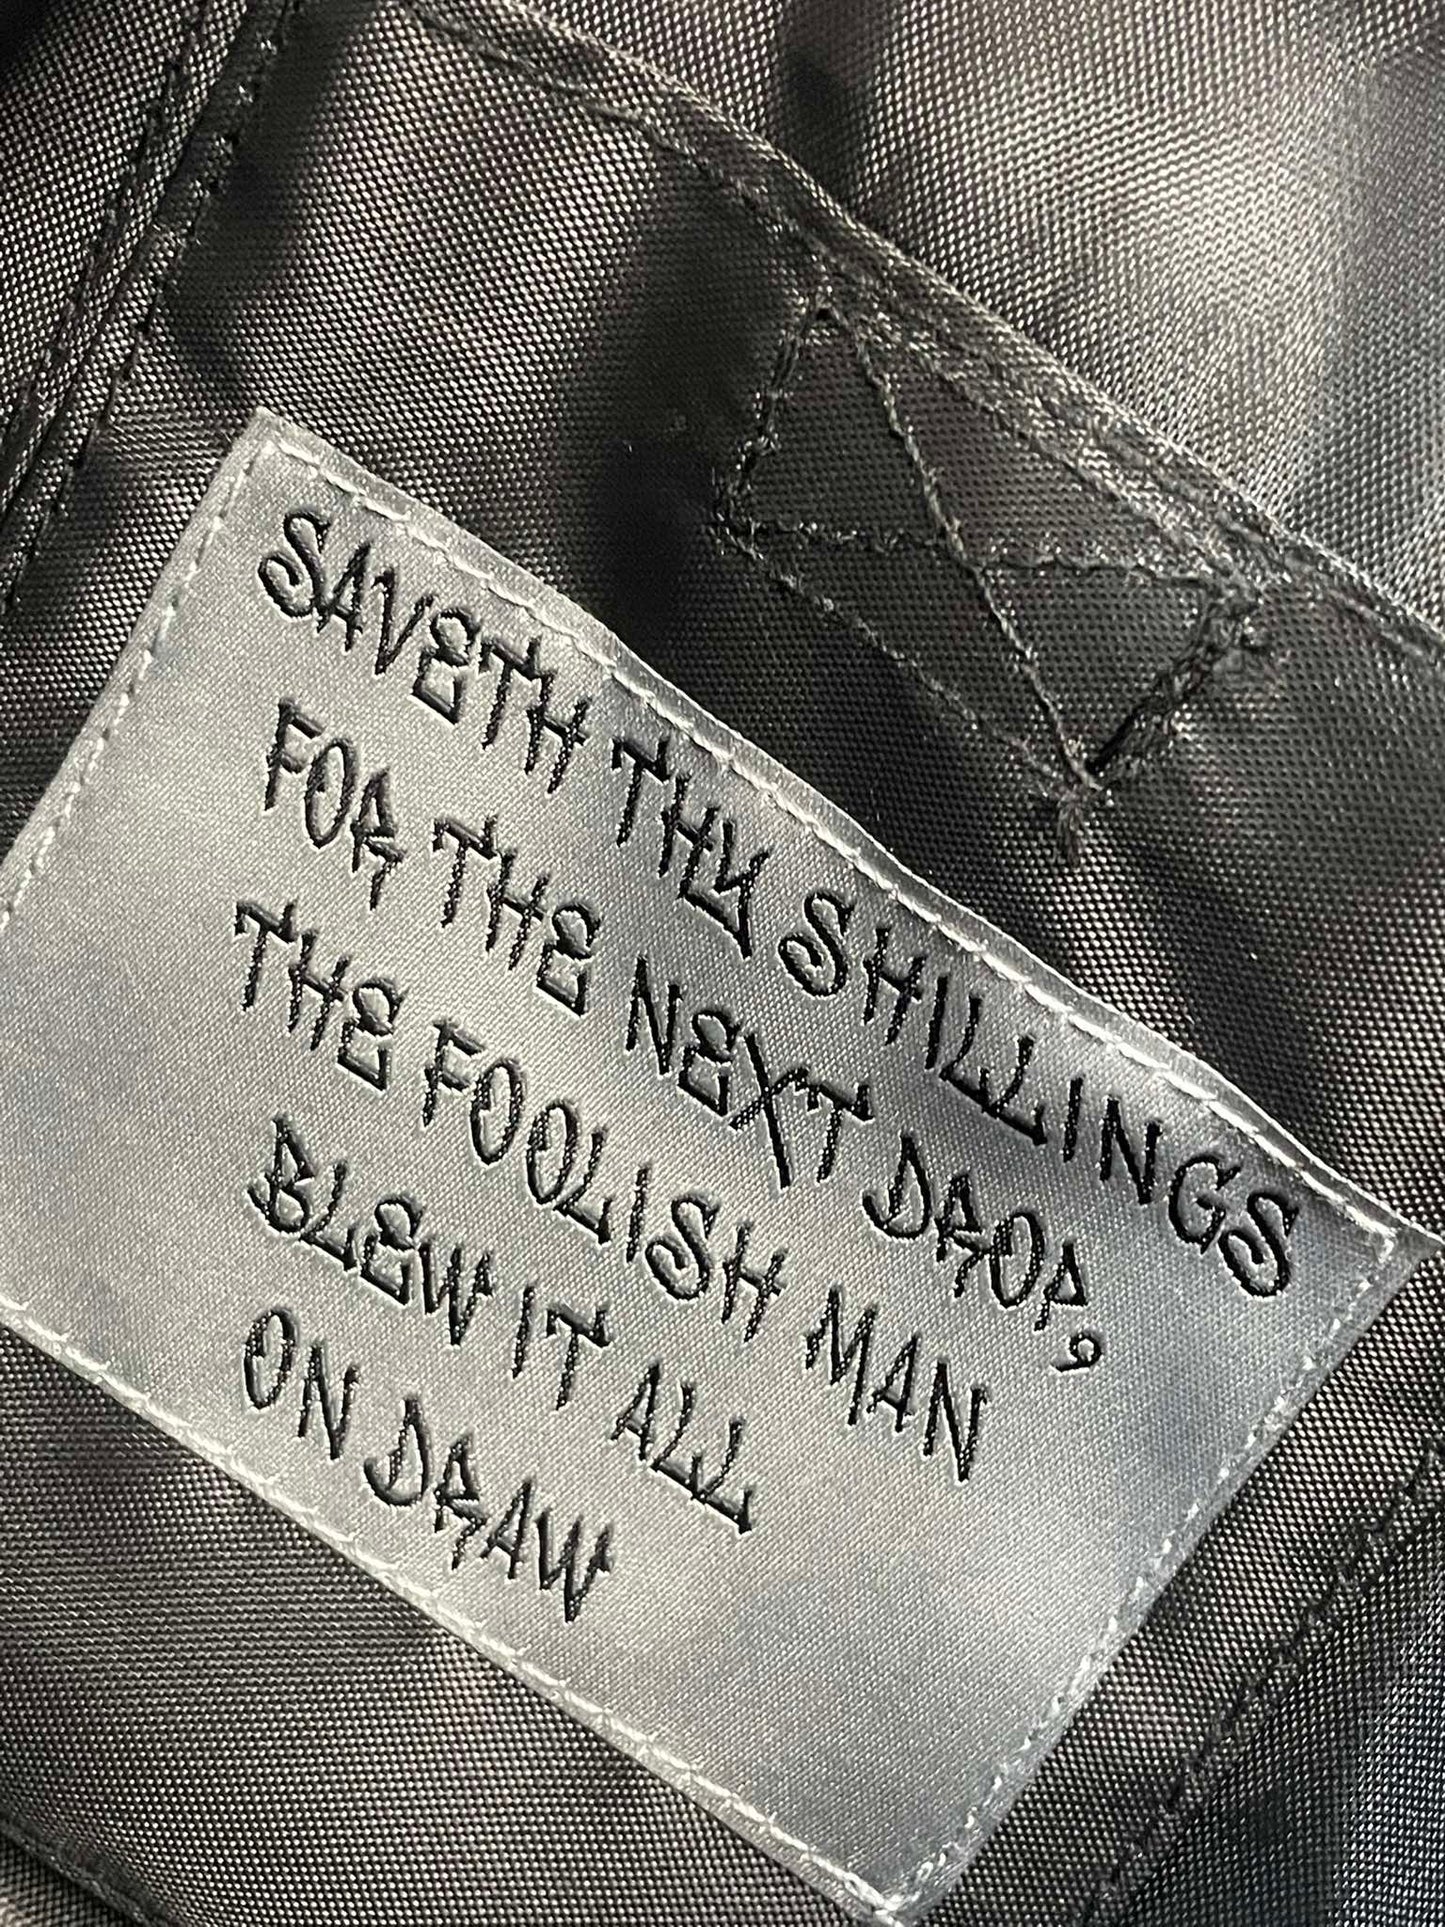 SAVETH THY SHILLINGS
FOR THE NEXT DROP,
THE FOOLISH MAN
BLEW IT ALL
ON DRAW